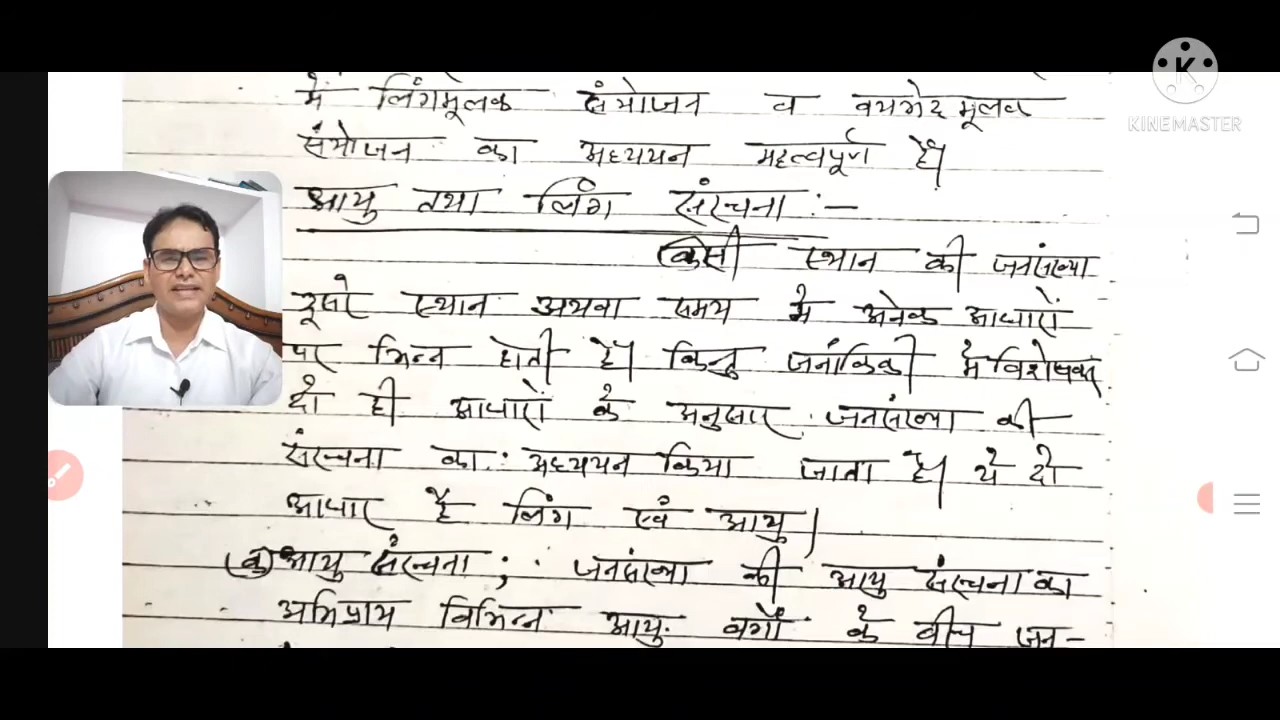 KINEMASTER
में लिंगमूलक संयोजन व वयभेद मूलक
संयोजन का अध्ययन महत्वपूर्ण है।
आयु तथा लिंग संरचना :-
किसी स्थान की जनसंख्या
दूसरे स्थान अथवा समय में अनेक आधारों
पर भिन्न होती है। किन्तु जनांकिकी में विशेषकर
दो ही आधारों के अनुसार जनसंख्या की
संरचना का अध्ययन किया जाता है। ये दो
आधार है लिंग एवं आयु।
(a) आयु संरचना ; जनसंख्या की आयु संरचना का
अभिप्राय विभिन्न आयु वर्गों के बीच जन-